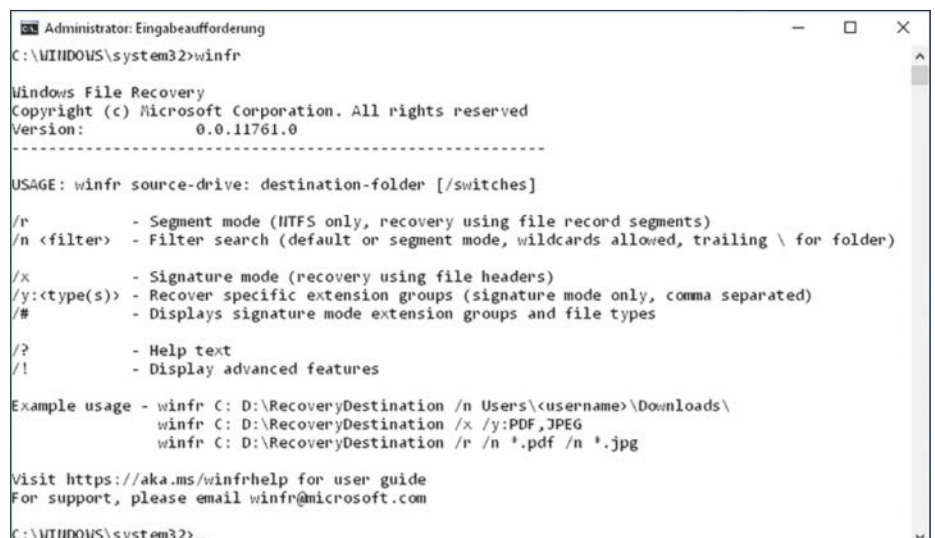 Administrator: Eingabeaufforderung
C:\WINDOWS\system32>winfr
Windows File Recovery
Copyright (c) Microsoft Corporation. All rights reserved
Version: 0.0.11761.0
---------------------------------------------------------
USAGE: winfr source-drive: destination-folder [/switches]
/r - Segment mode (NTFS only, recovery using file record segments)
/n <filter> - Filter search (default or segment mode, wildcards allowed, trailing \ for folder)
/x - Signature mode (recovery using file headers)
/y:<type(s)> - Recover specific extension groups (signature mode only, comma separated)
/# - Displays signature mode extension groups and file types
/? - Help text
/! - Display advanced features
Example usage - winfr C: D:\RecoveryDestination /n Users\<username>\Downloads\
winfr C: D:\RecoveryDestination /x /y:PDF,JPEG
winfr C: D:\RecoveryDestination /r /n *.pdf /n *.jpg
Visit https://aka.ms/winfrhelp for user guide
For support, please email winfr@microsoft.com
C:\WINDOWS\system32>_